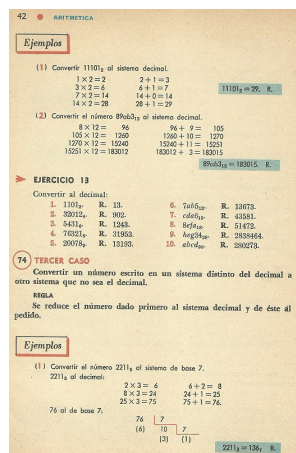 42 ARITMETICA
Ejemplos
(1) Convertir 11101₂ al sistema decimal.
1 × 2 = 2 2 + 1 = 3
3 × 2 = 6 6 + 1 = 7
7 × 2 = 14 14 + 0 = 14
14 × 2 = 28 28 + 1 = 29
11101₂ = 29. R.
(2) Convertir el número 89ab3₁₂ al sistema decimal.
8 × 12 = 96 96 + 9 = 105
105 × 12 = 1260 1260 + 10 = 1270
1270 × 12 = 15240 15240 + 11 = 15251
15251 × 12 = 183012 183012 + 3 = 183015
89ab3₁₂ = 183015. R.
EJERCICIO 13
Convertir al decimal:
1. 1101₂. R. 13. 6. 7ab5₁₂. R. 13673.
2. 32012₄. R. 902. 7. cda6₁₅. R. 43581.
3. 5431₆. R. 1243. 8. 8efa₁₈. R. 51472.
4. 76321₈. R. 31953. 9. R. 2838464.
5. 20078₉. R. 13193. 10. R. 280273.
74 TERCER CASO
Convertir un número escrito en un sistema distinto del decimal a
otro sistema que no sea el decimal.
REGLA
Se reduce el número dado primero al sistema decimal y de éste al
pedido.
Ejemplos
(1) Convertir el número 2211₃ al sistema de base 7.
2211₃ al decimal:
2 × 3 = 6 6 + 2 = 8
8 × 3 = 24 24 + 1 = 25
25 × 3 = 75 75 + 1 = 76.
76 al de base 7:
76 7
(6) 10 7
(3) (1)
2211₃ = 136₇ R.